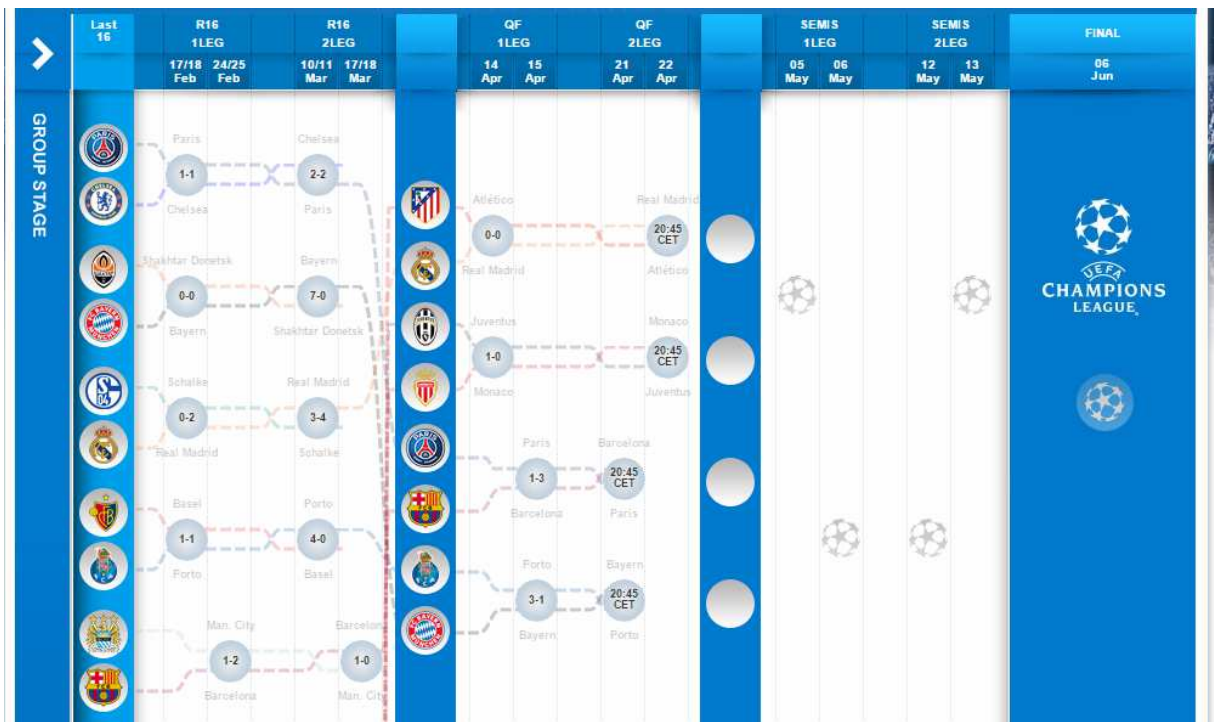 Last
16
R16
1LEG
17/18 24/25
Feb Feb
R16
2LEG
10/11 17/18
Mar Mar
QF
1LEG
14 15
Apr Apr
QF
2LEG
21 22
Apr Apr
SEMIS
1LEG
05 06
May May
SEMIS
2LEG
12 13
May May
FINAL
06
Jun
GROUP STAGE
Paris
1-1
Chelsea
Chelsea
2-2
Paris
Shakhtar Donetsk
0-0
Bayern
Bayern
7-0
Shakhtar Donetsk
Schalke
0-2
Real Madrid
Real Madrid
3-4
Schalke
Basel
1-1
Porto
Porto
4-0
Basel
Man. City
1-2
Barcelona
Barcelon
1-0
Man. Cit
Atlético
0-0
Real Madrid
Real Madrid
20:45
CET
Atlético
Juventus
1-0
Monaco
Monaco
20:45
CET
Juventus
Paris
1-3
Barcelona
Barcelona
20:45
CET
Paris
Porto
3-1
Bayern
Bayern
20:45
CET
Porto
UEFA
CHAMPIONS
LEAGUE